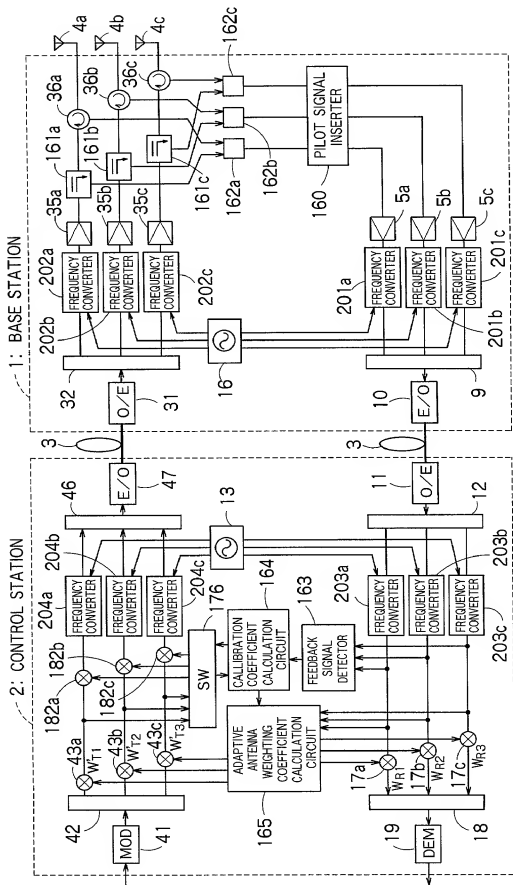 2: CONTROL STATION
1: BASE STATION
42
43a
W'T1
43b
W'T2
43c
W'T3
MOD
41
182a
182b
182c
204a
FREQUENCY CONVERTER
204b
FREQUENCY CONVERTER
FREQUENCY CONVERTER
204c
46
47
E/O
3
O/E
31
32
202a
FREQUENCY CONVERTER
202b
FREQUENCY CONVERTER
FREQUENCY CONVERTER
202c
35a
35b
35c
161a
161b
161c
36a
36b
36c
4a
4b
4c
162a
162b
162c
SW
176
13
16
CALLIBRATION COEFFICIENT CALCULATION CIRCUIT
164
FEEDBACK SIGNAL DETECTOR
163
ADAPTIVE ANTENNA WEIGHTING COEFFICIENT CALCULATION CIRCUIT
165
PILOT SIGNAL INSERTER
160
17a
WR1
17b
WR2
17c
WR3
203a
FREQUENCY CONVERTER
FREQUENCY CONVERTER
203b
FREQUENCY CONVERTER
203c
201a
FREQUENCY CONVERTER
FREQUENCY CONVERTER
201b
FREQUENCY CONVERTER
201c
5a
5b
5c
19
DEM
18
12
11
O/E
3
10
E/O
9